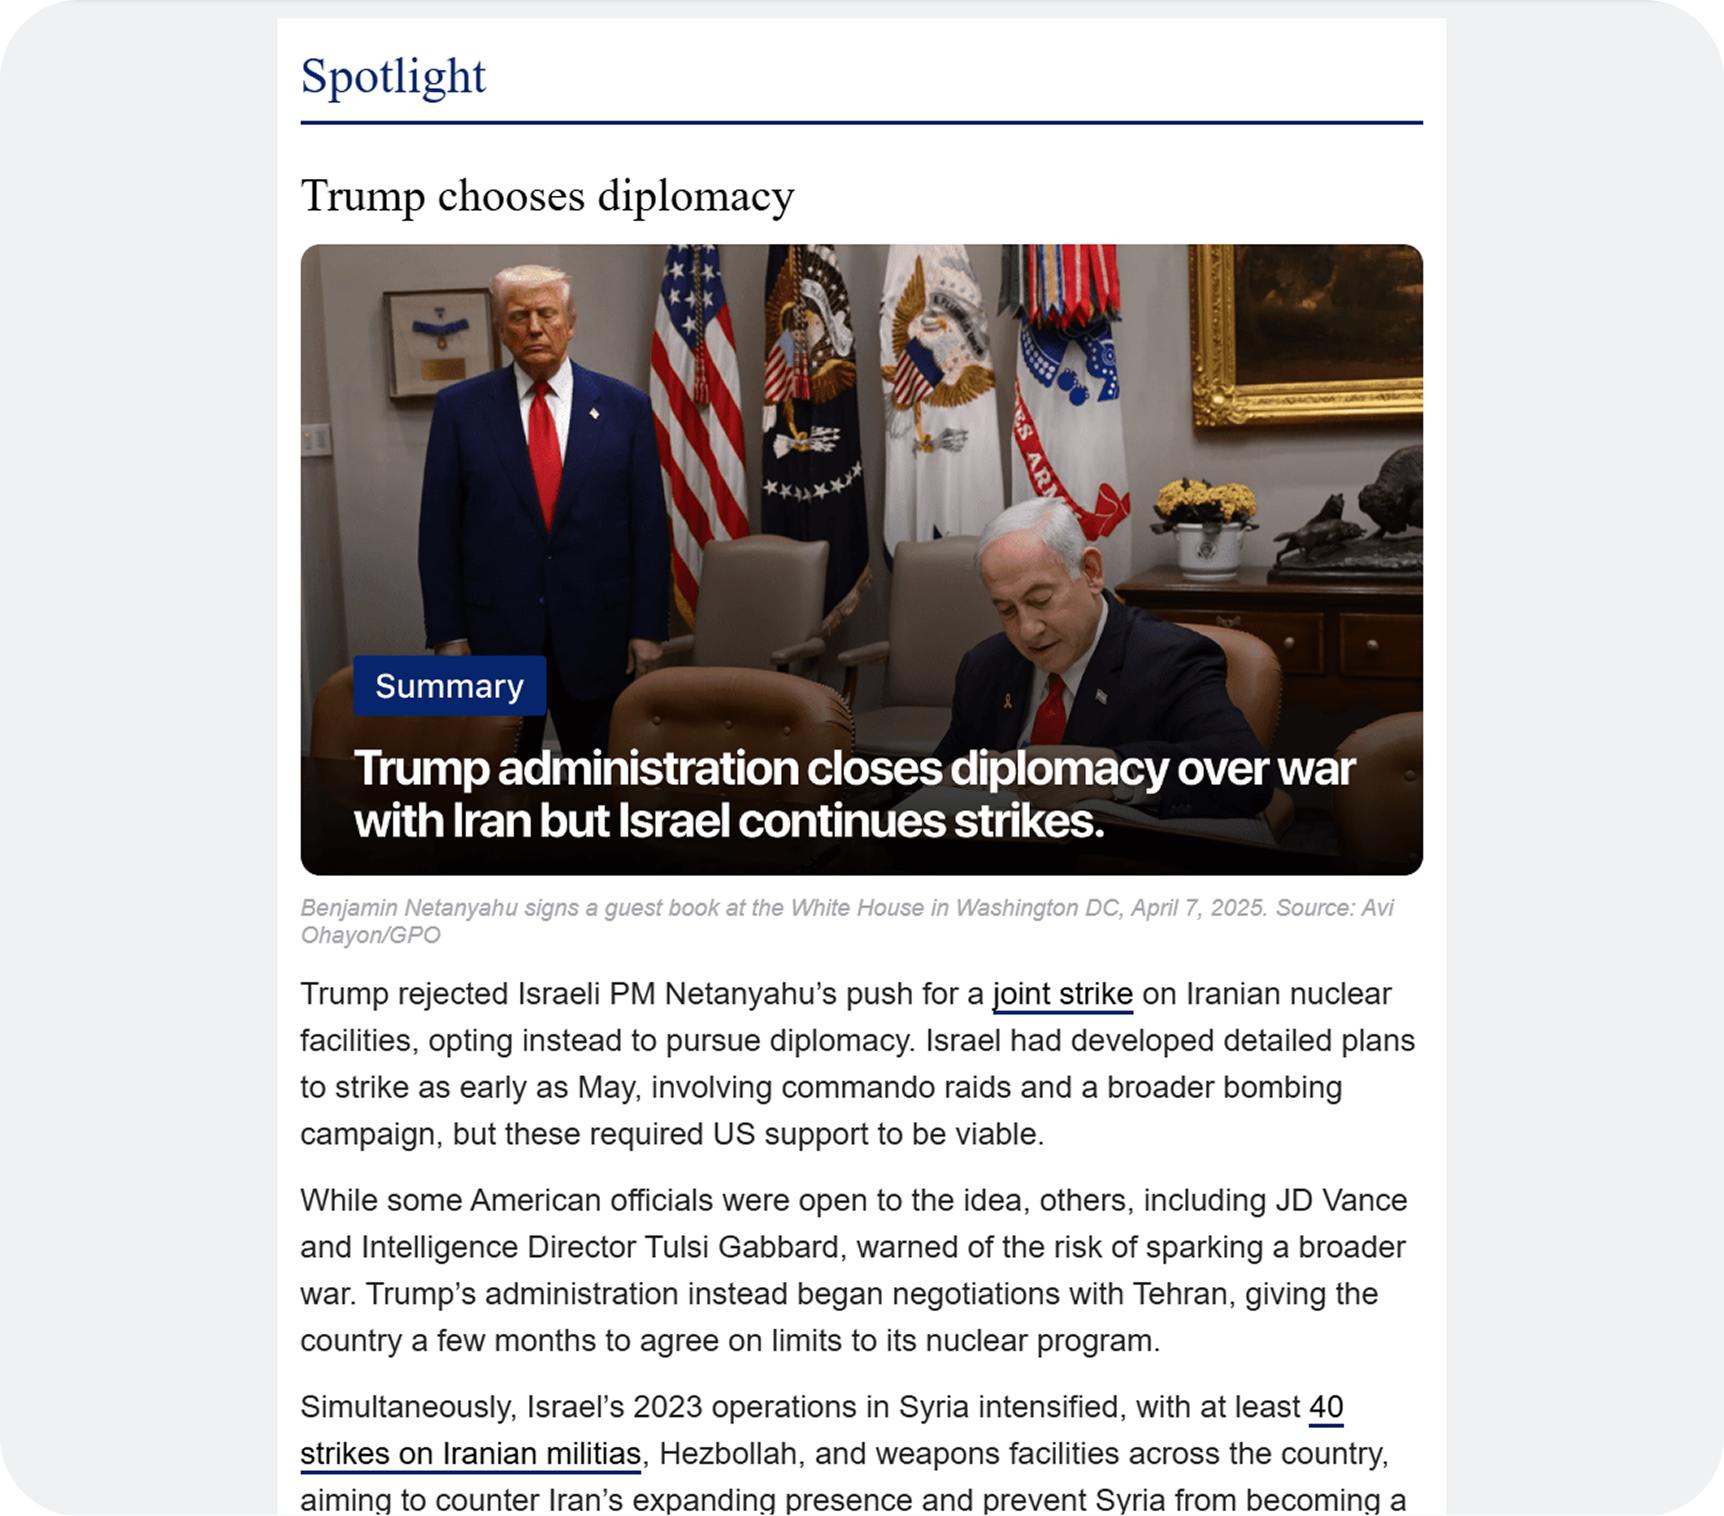 Spotlight
Trump chooses diplomacy
ES ARM
Summary
Trump administration closes diplomacy over war
with Iran but Israel continues strikes.
Benjamin Netanyahu signs a guest book at the White House in Washington DC, April 7, 2025. Source: Avi
Ohayon/GPO
Trump rejected Israeli PM Netanyahu’s push for a joint strike on Iranian nuclear
facilities, opting instead to pursue diplomacy. Israel had developed detailed plans
to strike as early as May, involving commando raids and a broader bombing
campaign, but these required US support to be viable.
While some American officials were open to the idea, others, including JD Vance
and Intelligence Director Tulsi Gabbard, warned of the risk of sparking a broader
war. Trump’s administration instead began negotiations with Tehran, giving the
country a few months to agree on limits to its nuclear program.
Simultaneously, Israel’s 2023 operations in Syria intensified, with at least 40
strikes on Iranian militias, Hezbollah, and weapons facilities across the country,
aiming to counter Iran’s expanding presence and prevent Syria from becoming a